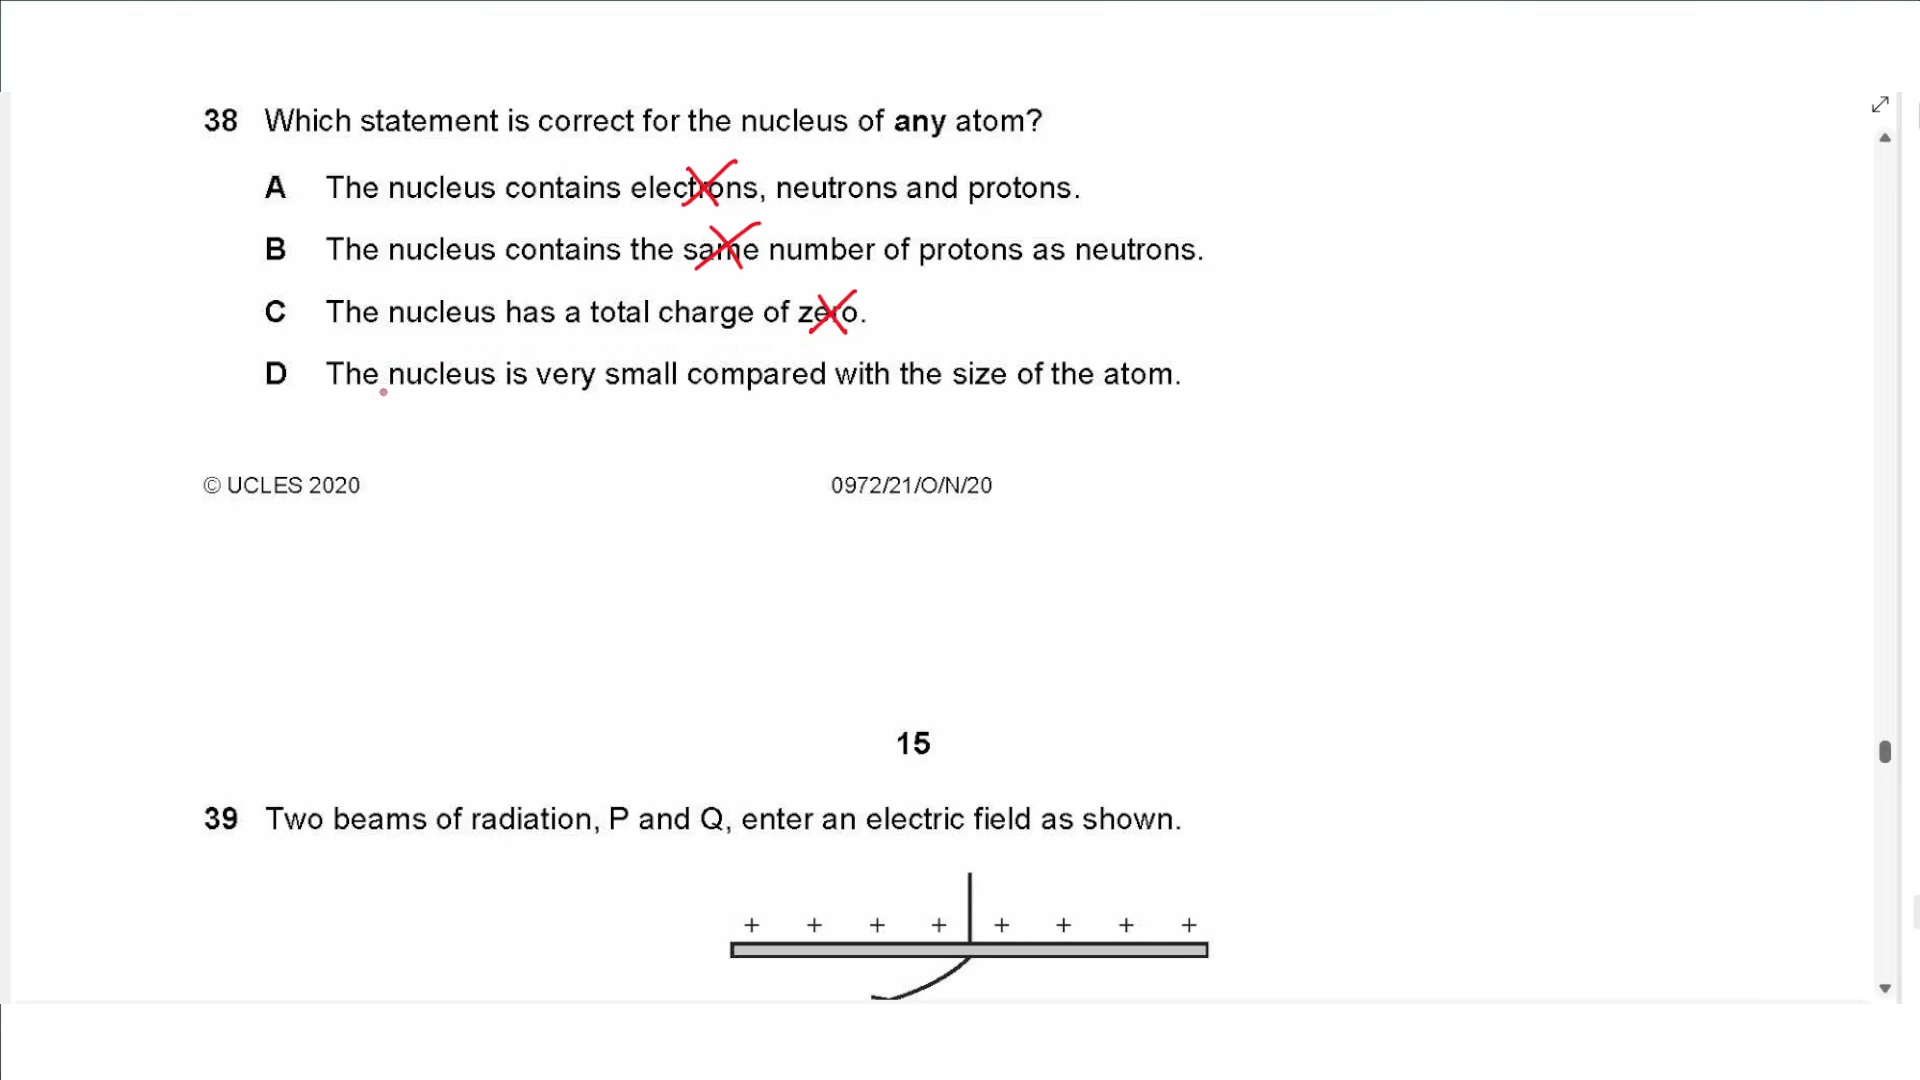 38 Which statement is correct for the nucleus of any atom?
A The nucleus contains electrons, neutrons and protons.
B The nucleus contains the same number of protons as neutrons.
C The nucleus has a total charge of zero.
D The nucleus is very small compared with the size of the atom.
© UCLES 2020 0972/21/O/N/20
15
39 Two beams of radiation, P and Q, enter an electric field as shown.
+ + + + + + + +